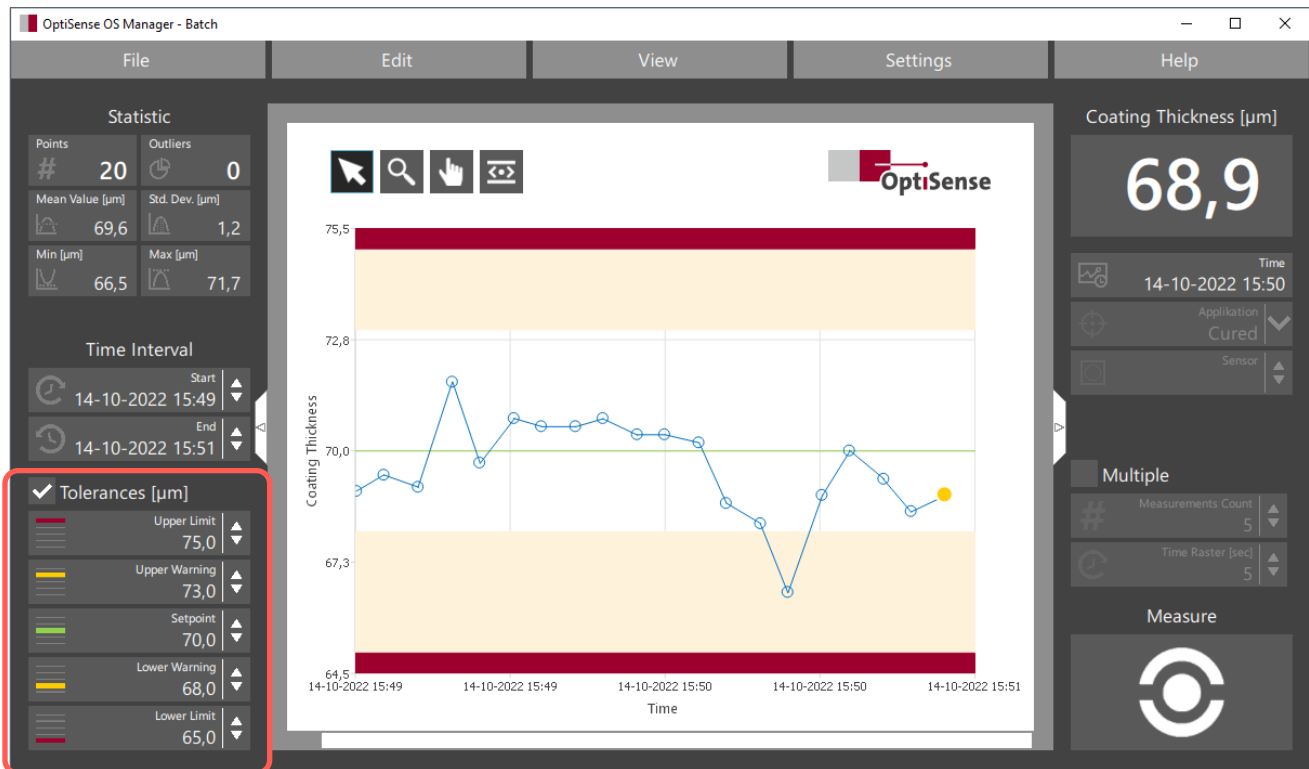 OptiSense OS Manager - Batch
File Edit View Settings Help
Statistic
Points Outliers
# 20 0
Mean Value [µm] Std. Dev. [µm]
69,6 1,2
Min [µm] Max [µm]
66,5 71,7
Time Interval
Start
14-10-2022 15:49
End
14-10-2022 15:51
Tolerances [µm]
Upper Limit
75,0
Upper Warning
73,0
Setpoint
70,0
Lower Warning
68,0
Lower Limit
65,0
OptiSense
75,5
72,8
70,0
67,3
64,5
Coating Thickness
14-10-2022 15:49 14-10-2022 15:49 14-10-2022 15:50 14-10-2022 15:50 14-10-2022 15:51
Time
Coating Thickness [µm]
68,9
Time
14-10-2022 15:50
Applikation
Cured
Sensor
Multiple
Measurements Count
# 5
Time Raster [sec]
5
Measure